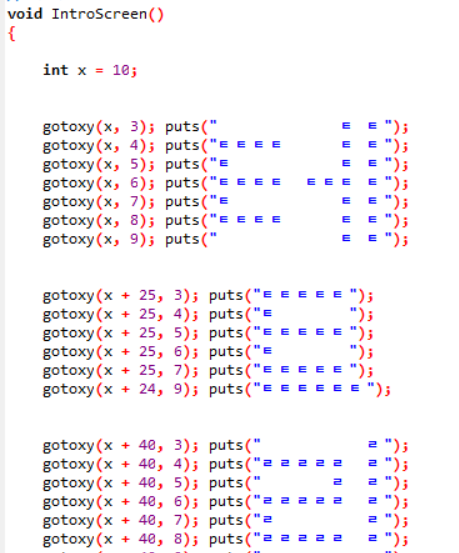 void IntroScreen()
{
int x = 10;
gotoxy(x, 3); puts("                ㅌ  ㅌ ");
gotoxy(x, 4); puts("ㅌ ㅌ ㅌ ㅌ        ㅌ  ㅌ ");
gotoxy(x, 5); puts("ㅌ              ㅌ  ㅌ ");
gotoxy(x, 6); puts("ㅌ ㅌ ㅌ ㅌ   ㅌ ㅌ ㅌ  ㅌ ");
gotoxy(x, 7); puts("ㅌ              ㅌ  ㅌ ");
gotoxy(x, 8); puts("ㅌ ㅌ ㅌ ㅌ        ㅌ  ㅌ ");
gotoxy(x, 9); puts("                ㅌ  ㅌ ");
gotoxy(x + 25, 3); puts("ㅌ ㅌ ㅌ ㅌ ㅌ ");
gotoxy(x + 25, 4); puts("ㅌ            ");
gotoxy(x + 25, 5); puts("ㅌ ㅌ ㅌ ㅌ ㅌ ");
gotoxy(x + 25, 6); puts("ㅌ            ");
gotoxy(x + 25, 7); puts("ㅌ ㅌ ㅌ ㅌ ㅌ ");
gotoxy(x + 24, 9); puts("ㅌ ㅌ ㅌ ㅌ ㅌ ㅌ ");
gotoxy(x + 40, 3); puts("                ㄹ ");
gotoxy(x + 40, 4); puts("ㄹ ㄹ ㄹ ㄹ ㄹ    ㄹ ");
gotoxy(x + 40, 5); puts("            ㄹ    ㄹ ");
gotoxy(x + 40, 6); puts("ㄹ ㄹ ㄹ ㄹ ㄹ    ㄹ ");
gotoxy(x + 40, 7); puts("ㄹ              ㄹ ");
gotoxy(x + 40, 8); puts("ㄹ ㄹ ㄹ ㄹ ㄹ    ㄹ ");